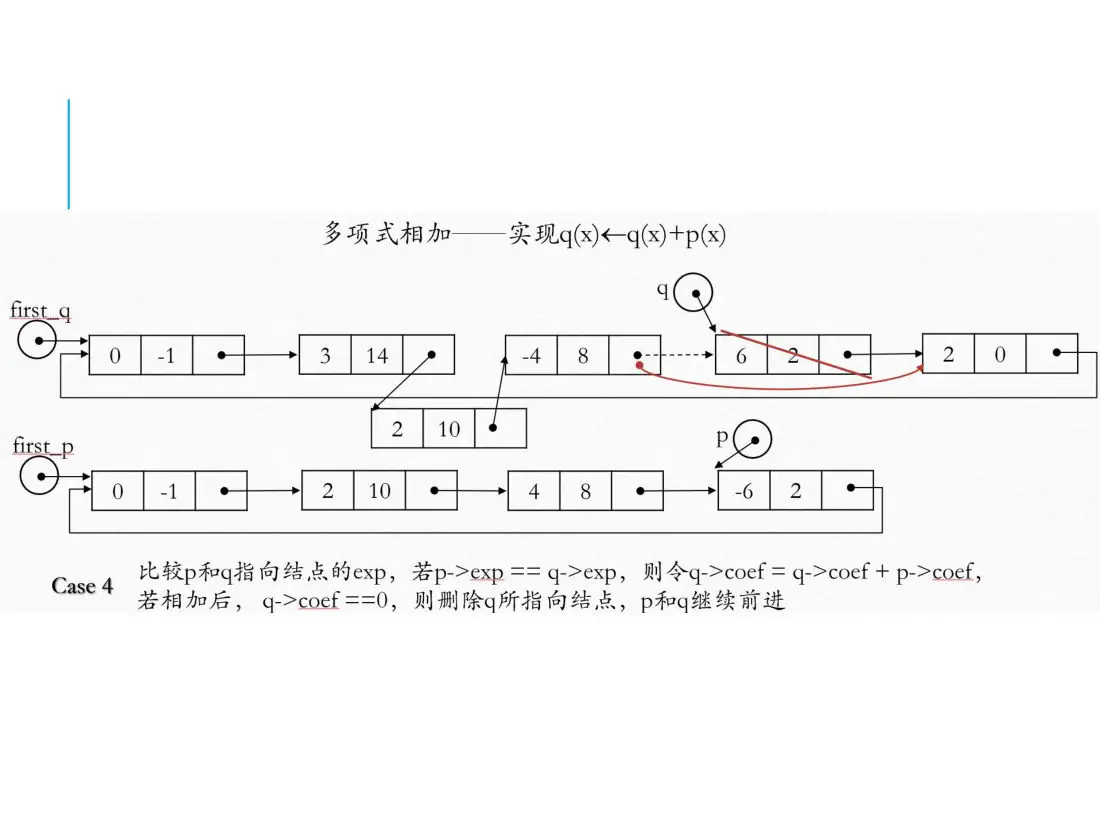 多项式相加——实现q(x)←q(x)+p(x)
q
first_q
0 -1 3 14 -4 8 6 2 2 0
2 10
p
first_p
0 -1 2 10 4 8 -6 2
Case 4
比较p和q指向结点的exp，若p->exp == q->exp，则令q->coef = q->coef + p->coef，
若相加后， q->coef ==0，则删除q所指向结点，p和q继续前进